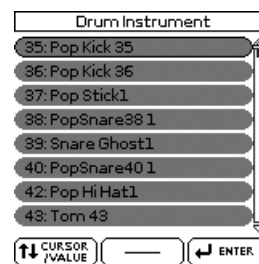 Drum Instrument
35: Pop Kick 35
36: Pop Kick 36
37: Pop Stick1
38: PopSnare38 1
39: Snare Ghost1
40: PopSnare40 1
42: Pop Hi Hat1
43: Tom 43
CURSOR
/VALUE
ENTER